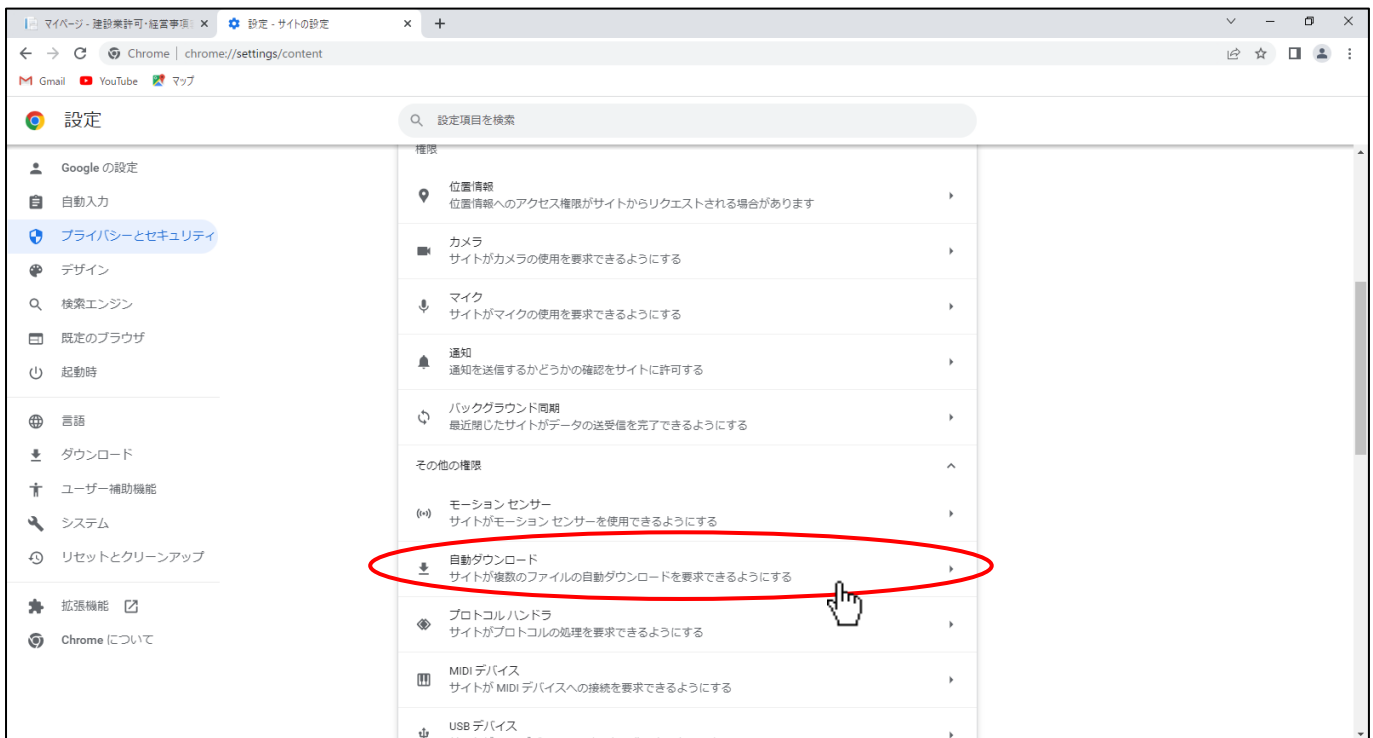 マイページ - 建設業許可・経営事項
設定 - サイトの設定
Chrome | chrome://settings/content
Gmail
YouTube
マップ
設定
設定項目を検索
Google の設定
自動入力
プライバシーとセキュリティ
デザイン
検索エンジン
既定のブラウザ
起動時
言語
ダウンロード
ユーザー補助機能
システム
リセットとクリーンアップ
拡張機能
Chrome について
権限
位置情報
位置情報へのアクセス権限がサイトからリクエストされる場合があります
カメラ
サイトがカメラの使用を要求できるようにする
マイク
サイトがマイクの使用を要求できるようにする
通知
通知を送信するかどうかの確認をサイトに許可する
バックグラウンド同期
最近閉じたサイトがデータの送受信を完了できるようにする
その他の権限
モーション センサー
サイトがモーション センサーを使用できるようにする
自動ダウンロード
サイトが複数のファイルの自動ダウンロードを要求できるようにする
プロトコル ハンドラ
サイトがプロトコルの処理を要求できるようにする
MIDI デバイス
サイトが MIDI デバイスへの接続を要求できるようにする
USB デバイス